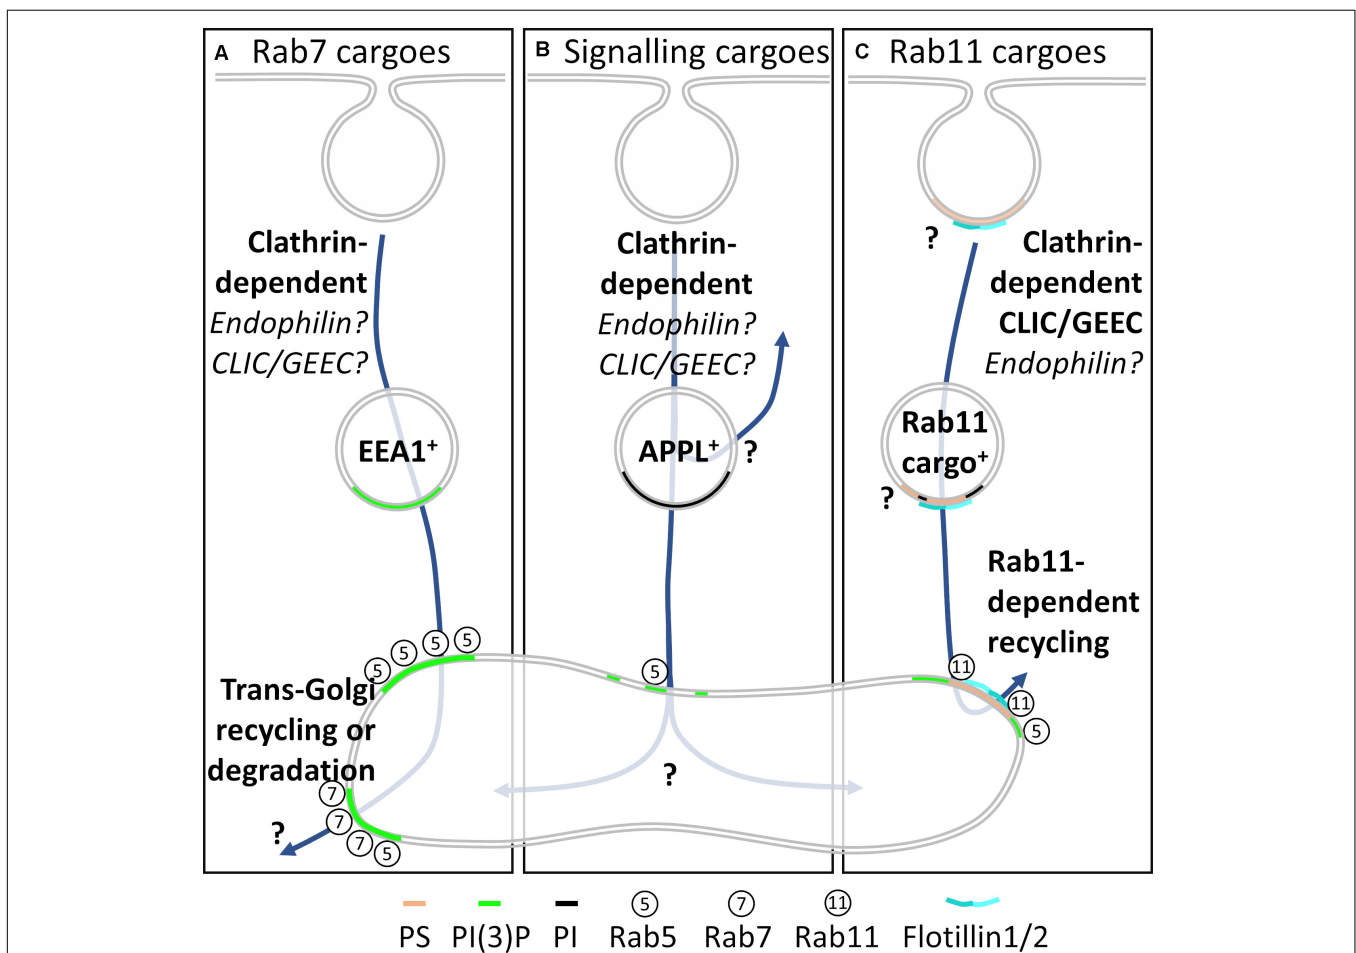 A Rab7 cargoes
Clathrin-
dependent
Endophilin?
CLIC/GEEC?
EEA1+
5 5 5 5
Trans-Golgi
recycling or
degradation
7
7
7
5
?
B Signalling cargoes
Clathrin-
dependent
Endophilin?
CLIC/GEEC?
APPL+
?
5
?
C Rab11 cargoes
?
Clathrin-
dependent
CLIC/GEEC
Endophilin?
Rab11
cargo+
?
Rab11-
dependent
recycling
11
11
5
5 7 11
PS PI(3)P PI Rab5 Rab7 Rab11 Flotillin1/2